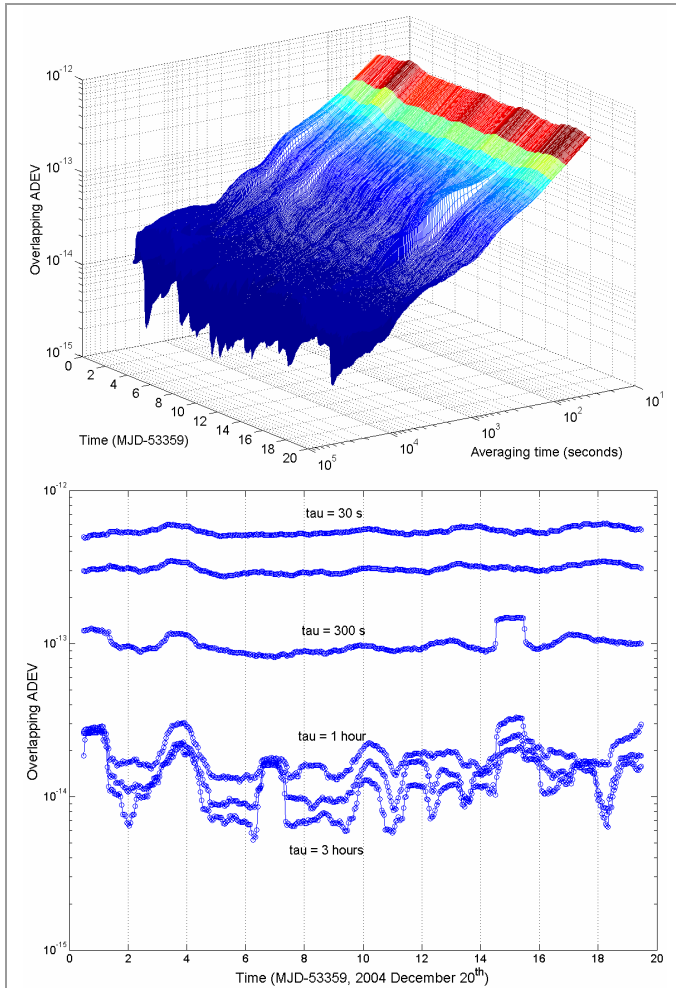 10^-12
10^-13
10^-14
10^-15
Overlapping ADEV
0
2
4
6
8
10
12
14
16
18
20
Time (MJD-53359)
10^5
10^4
10^3
10^2
10^1
Averaging time (seconds)
10^-12
10^-13
10^-14
10^-15
Overlapping ADEV
tau = 30 s
tau = 300 s
tau = 1 hour
tau = 3 hours
0 2 4 6 8 10 12 14 16 18 20
Time (MJD-53359, 2004 December 20th)